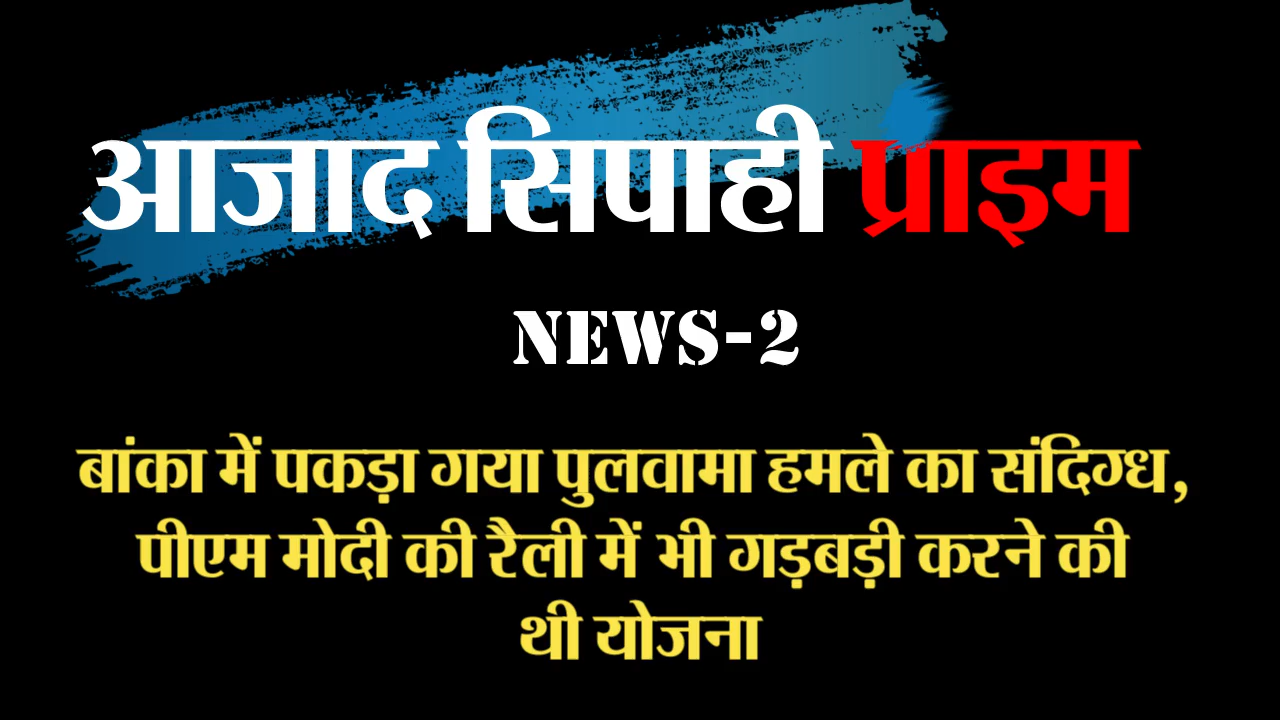 आजाद सिपाही प्राइम
NEWS-2
बांका में पकड़ा गया पुलवामा हमले का संदिग्ध,
पीएम मोदी की रैली में भी गड़बड़ी करने की
थी योजना